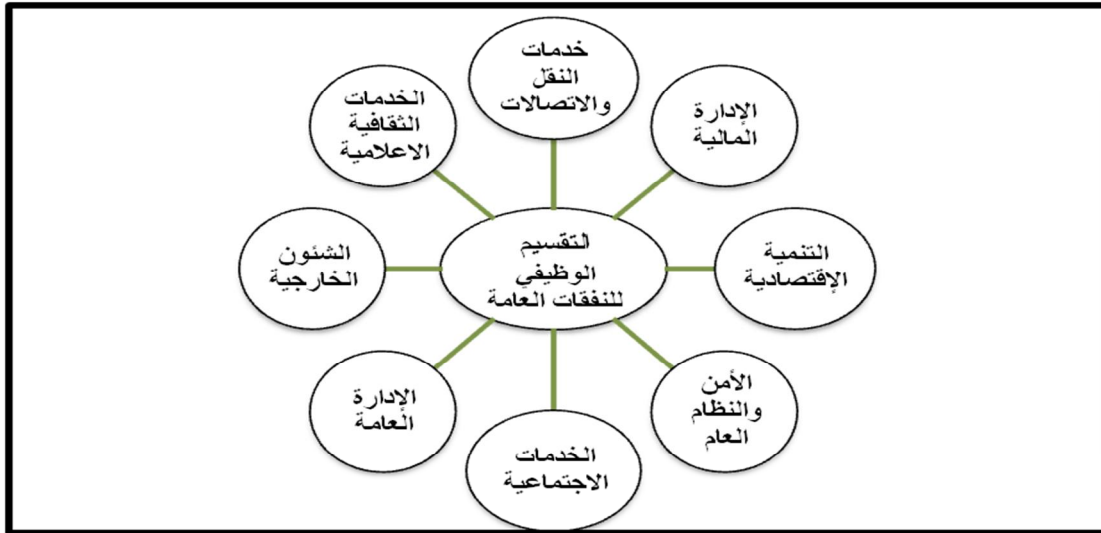 خدمات
النقل
والاتصالات
الإدارة
المالية
التنمية
الإقتصادية
الأمن
والنظام
العام
الخدمات
الاجتماعية
الإدارة
العامة
الشئون
الخارجية
الخدمات
الثقافية
الاعلامية
التقسيم
الوظيفي
للنفقات العامة